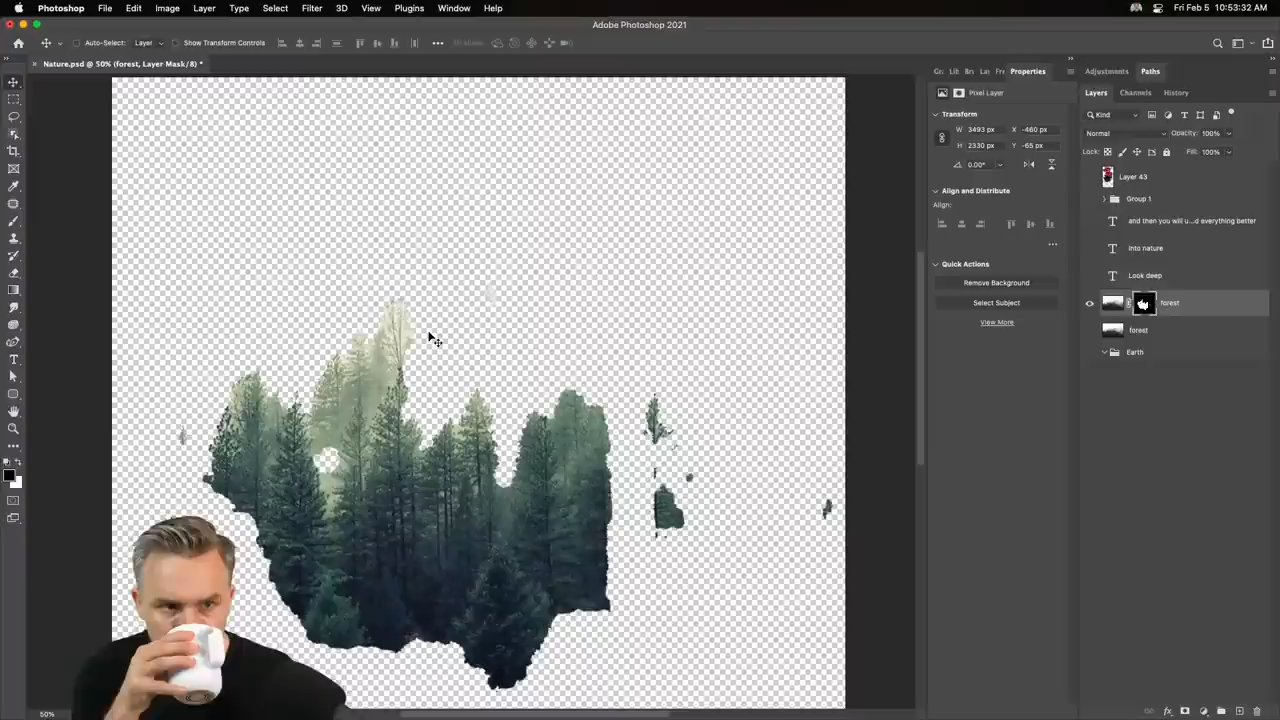 Photoshop File Edit Image Layer Type Select Filter 3D View Plugins Window Help Fri Feb 5 10:53:32 AM
Adobe Photoshop 2021
Auto-Select: Layer Show Transform Controls
Nature.psd @ 50% (forest, Layer Mask/8) *
Properties
Adjustments Paths
Pixel Layer
Layers Channels History
Transform
Kind
W 3493 px X -460 px
Normal Opacity: 100%
H 2330 px Y -65 px
Lock: Fill: 100%
0.00°
Layer 43
Align and Distribute
Group 1
Align:
and then you will u...d everything better
into nature
Quick Actions
Look deep
Remove Background
Select Subject
forest
View More
forest
Earth
50%